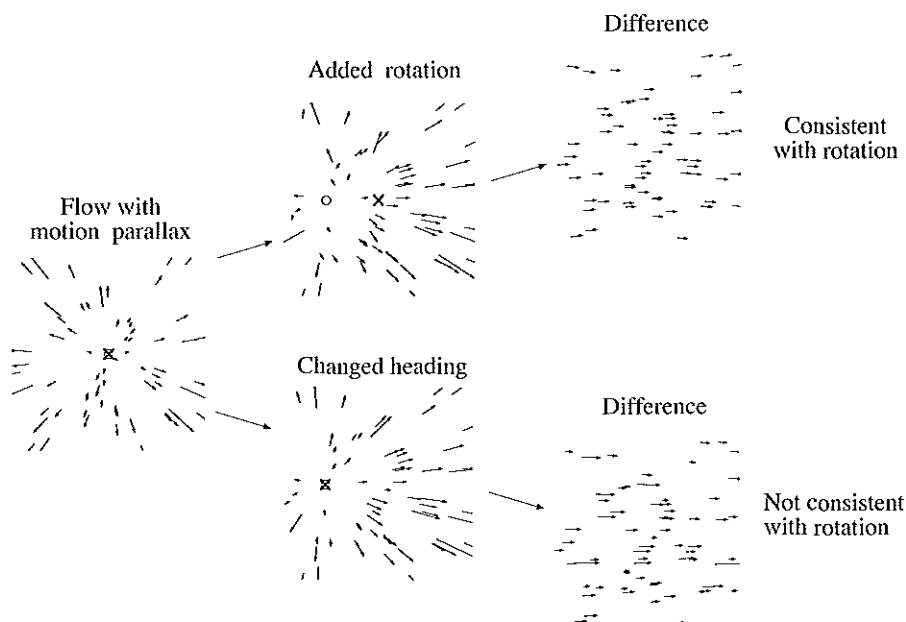 Difference
Added rotation
Consistent
with rotation
Flow with
motion parallax
Changed heading
Difference
Not consistent
with rotation